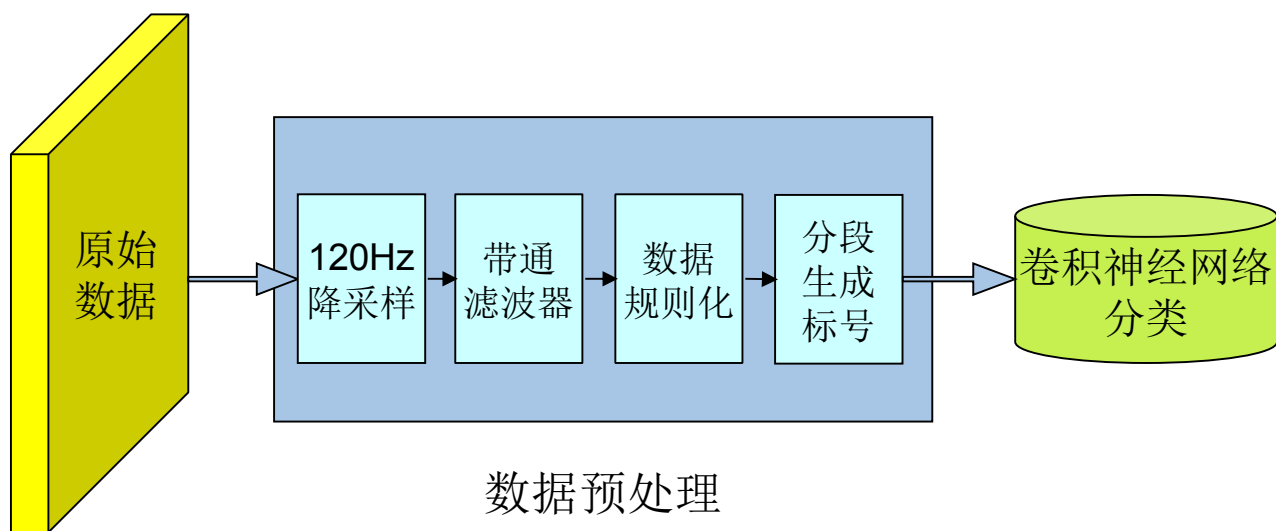 原始
数据
120Hz
降采样
带通
滤波器
数据
规则化
分段
生成
标号
卷积神经网络
分类
数据预处理